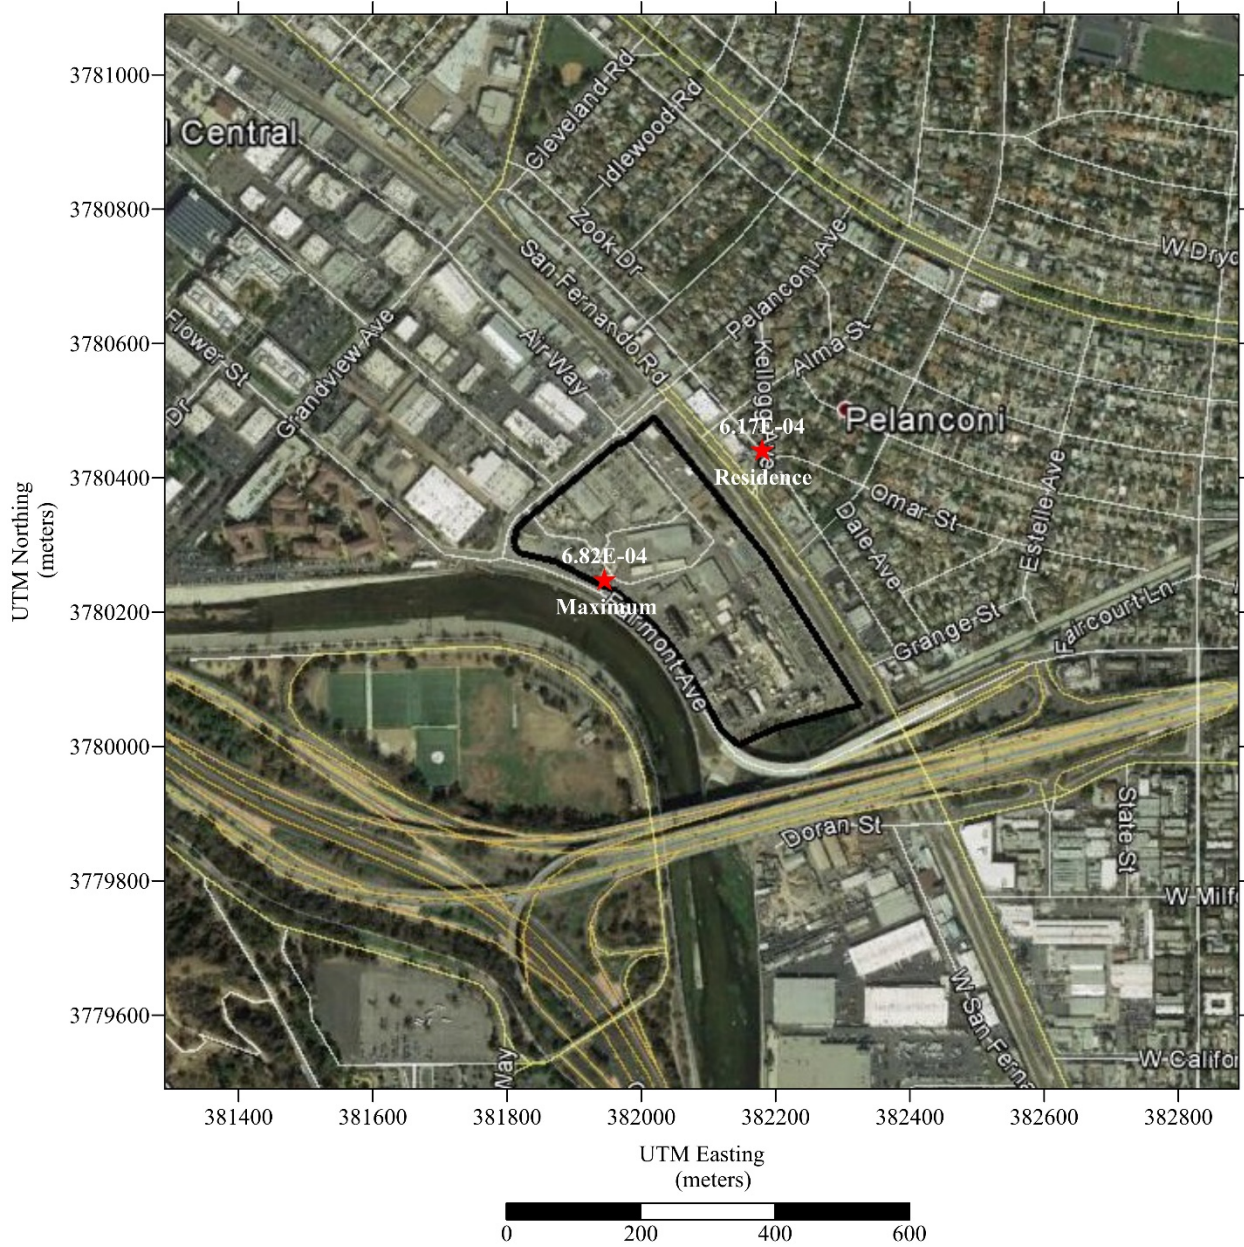 3781000
3780800
3780600
3780400
3780200
3780000
3779800
3779600
UTM Northing
(meters)
l Central
Cleveland Rd
Idlewood Rd
Zook Dr
San Fernando Rd
Pelanconi Ave
W Dryd
Air Way
Alma St
Kellogg Ave
Flower St
Grandview Ave
Dr
Pelanconi
6.17E-04
Residence
Omar St
Dale Ave
Estelle Ave
6.82E-04
Maximum
Fairmont Ave
Grange St
Faircourt Ln
Doran St
State St
W Milf
W San Ferna
W Califor
Way
381400
381600
381800
382000
382200
382400
382600
382800
UTM Easting
(meters)
0
200
400
600